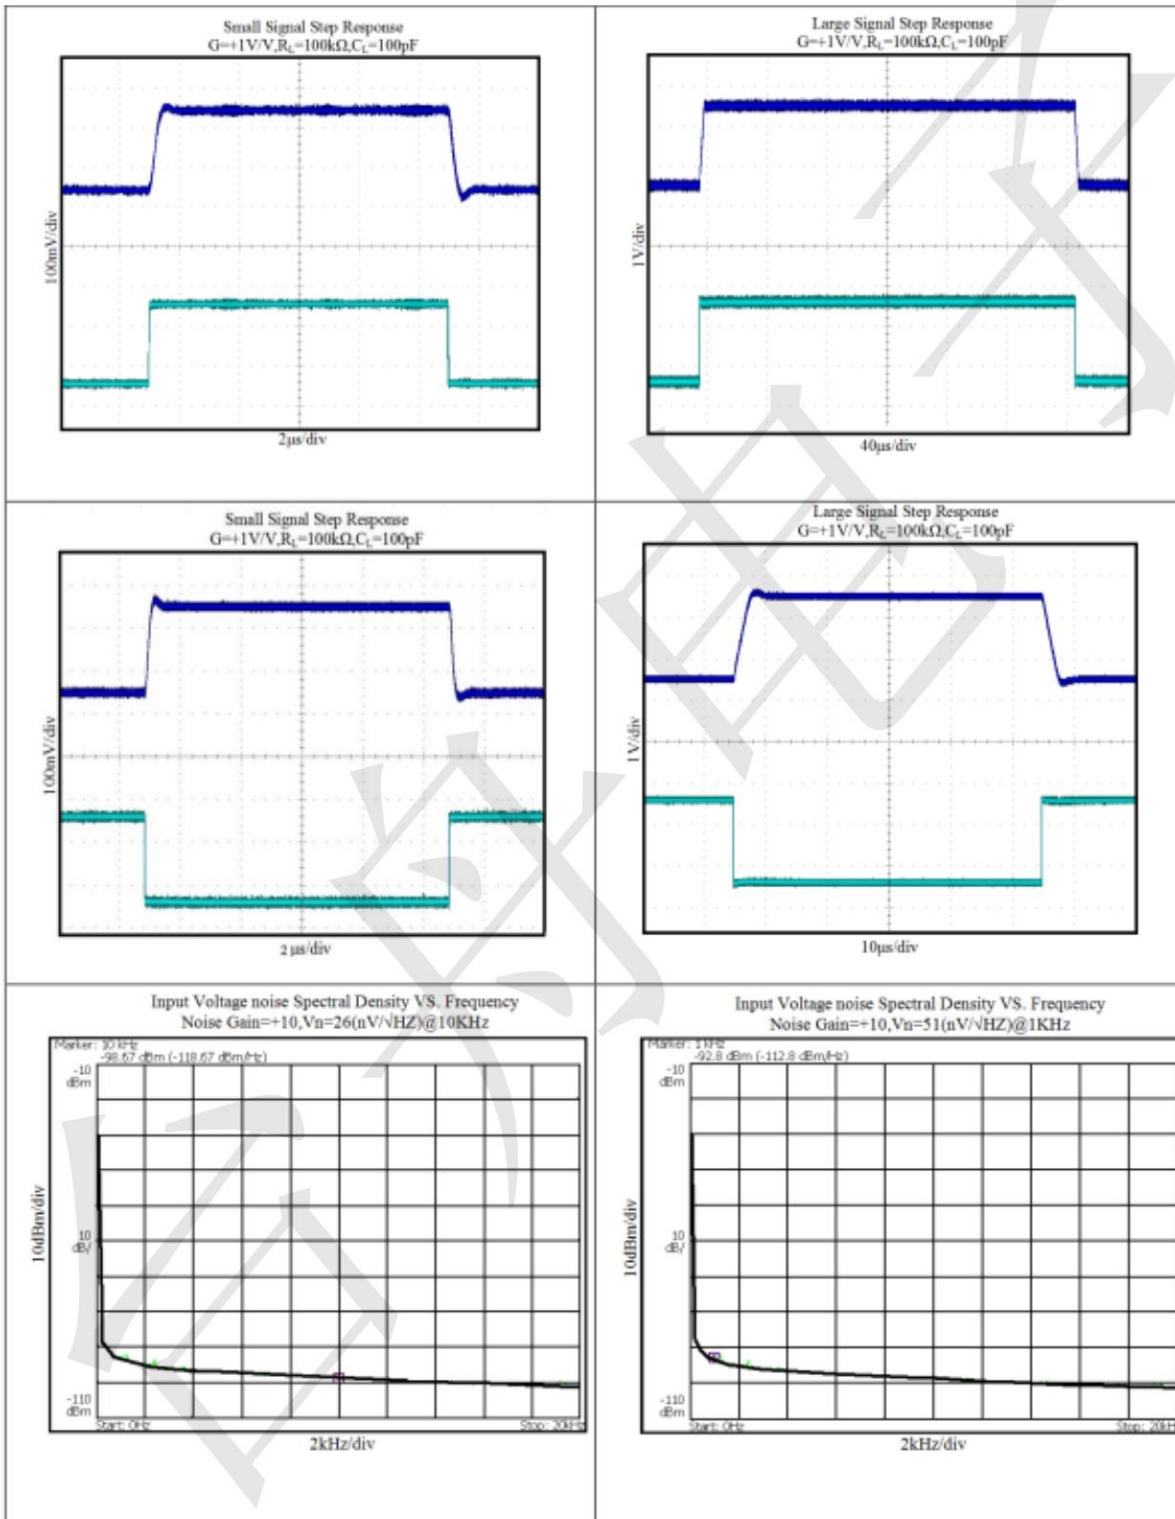 Small Signal Step Response
G=+1V/V,RL=100kΩ,CL=100pF
100mV/div
2μs/div
Large Signal Step Response
G=+1V/V,RL=100kΩ,CL=100pF
1V/div
40μs/div
Small Signal Step Response
G=+1V/V,RL=100kΩ,CL=100pF
100mV/div
2 μs/div
Large Signal Step Response
G=+1V/V,RL=100kΩ,CL=100pF
1V/div
10μs/div
Input Voltage noise Spectral Density VS. Frequency
Noise Gain=+10,Vn=26(nV/√HZ)@10KHz
Marker: 10 kHz
-98.67 dBm (-118.67 dBm/Hz)
-10
dBm
10
dB/
-110
dBm
10dBm/div
Start: 0Hz
Stop: 20kHz
2kHz/div
Input Voltage noise Spectral Density VS. Frequency
Noise Gain=+10,Vn=51(nV/√HZ)@1KHz
Marker: 1 kHz
-92.8 dBm (-112.8 dBm/Hz)
-10
dBm
10
dB/
-110
dBm
10dBm/div
Start: 0Hz
Stop: 20kH
2kHz/div